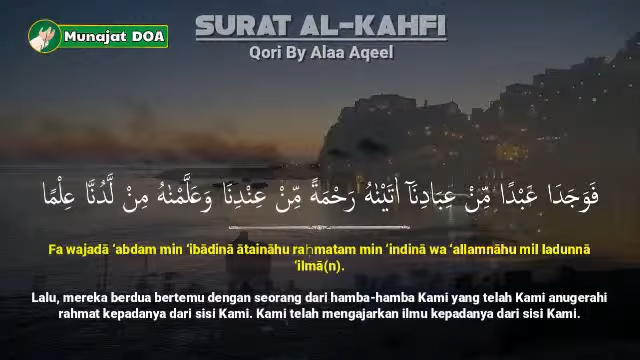 Munajat DOA
SURAT AL-KAHFI
Qori By Alaa Aqeel
فَوَجَدَا عَبْدًا مِّنْ عِبَادِنَآ اٰتَيْنٰهُ رَحْمَةً مِّنْ عِنْدِنَا وَعَلَّمْنٰهُ مِنْ لَّدُنَّا عِلْمًا
Fa wajadā ‘abdam min ‘ibādinā ātaināhu raḥmatam min ‘indinā wa ‘allamnāhu mil ladunnā
‘ilmā(n).
Lalu, mereka berdua bertemu dengan seorang dari hamba-hamba Kami yang telah Kami anugerahi
rahmat kepadanya dari sisi Kami. Kami telah mengajarkan ilmu kepadanya dari sisi Kami.